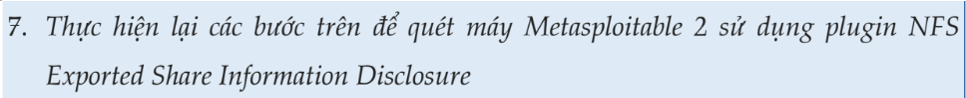 7. Thực hiện lại các bước trên để quét máy Metasploitable 2 sử dụng plugin NFS
Exported Share Information Disclosure